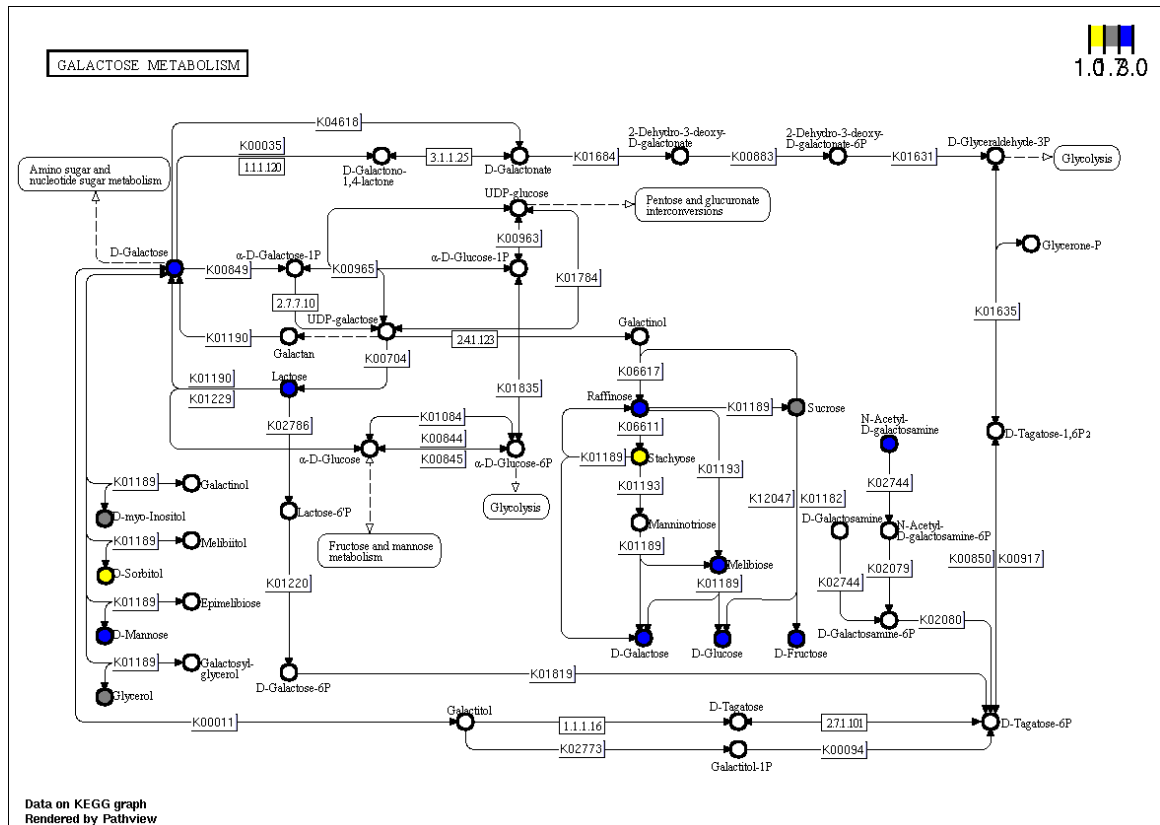 GALACTOSE METABOLISM
1.0 1.7 3.0
K04618
K00035
1.1.1.120
D-Galactono-
1,4-lactone
3.1.1.25
D-Galactonate
K01684
2-Dehydro-3-deoxy-
D-galactonate
K00883
2-Dehydro-3-deoxy-
galactonate-6P
K01631
D-Glyceraldehyde-3P
Glycolysis
Amino sugar and
nucleotide sugar metabolism
UDP-glucose
Pentose and glucuronate
interconversions
K00963
Glycerone-P
D-Galactose
K00849
α-D-Galactose-1P
K00965
α-D-Glucose-1P
K01784
2.7.7.10
K01635
UDP-galactose
K01190
Galactan
2.4.1.123
Galactinol
K00704
K01190
K01229
Lactose
K01835
K06617
K02786
Raffinose
K01189
Sucrose
N-Acetyl-
D-galactosamine
D-Tagatose-1,6P2
K01084
K00844
K00845
α-D-Glucose
α-D-Glucose-6P
K06611
K01189
Stachyose
K01193
K01193
K02744
Glycolysis
K01189
Galactinol
D-myo-Inositol
K12047
K01182
Lactose-6'P
Manninotriose
D-Galactosamine
N-Acetyl-
D-galactosamine-6P
K01189
Melibiitol
D-Sorbitol
Fructose and mannose
metabolism
K01189
Melibiose
K00850
K00917
K01220
K01189
K02744
K02079
K01189
Epimelibiose
D-Mannose
D-Galactosamine-6P
K02080
D-Galactose
D-Glucose
D-Fructose
K01189
Galactosyl-
glycerol
Glycerol
D-Galactose-6P
K01819
K00011
Galactitol
1.1.1.16
D-Tagatose
2.7.1.101
D-Tagatose-6P
K02773
Galactitol-1P
K00094
Data on KEGG graph
Rendered by Pathview